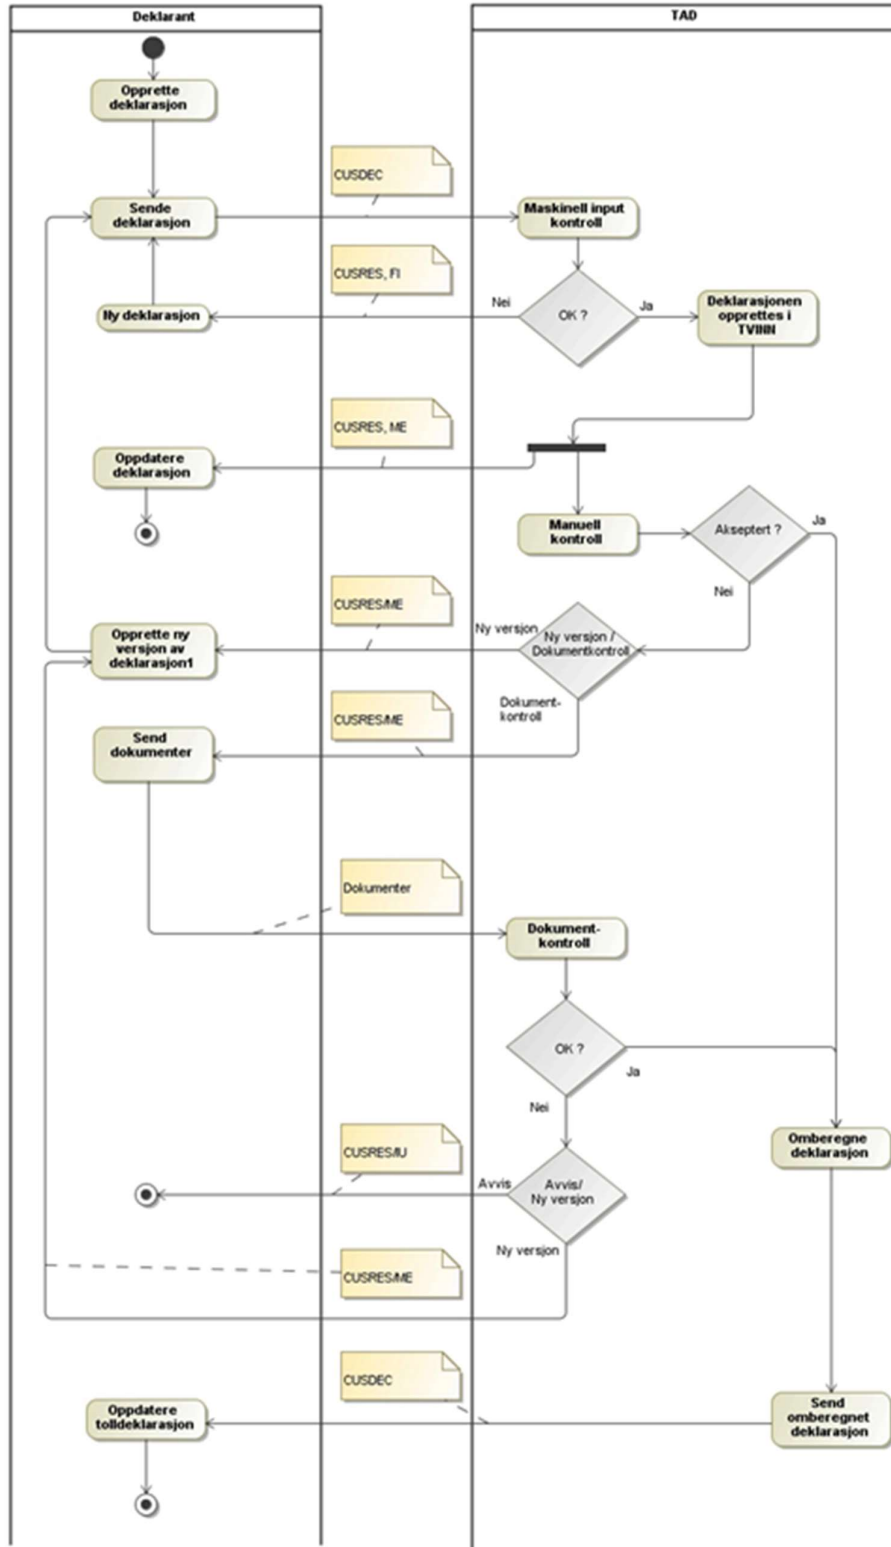 Deklarant
TAD
Opprette
deklarasjon
CUSDEC
Sende
deklarasjon
Maskinell input
kontroll
CUSRES, FI
Ny deklarasjon
Nei
OK ?
Ja
Deklarasjonen
opprettes i
TVINN
CUSRES, ME
Oppdatere
deklarasjon
Manuell
kontroll
Akseptert ?
Ja
Nei
CUSRES/ME
Opprette ny
versjon av
deklarasjon1
Ny versjon
Ny versjon /
Dokumentkontroll
Dokument-
kontroll
CUSRES/ME
Send
dokumenter
Dokumenter
Dokument-
kontroll
OK ?
Ja
Nei
CUSRES/IU
Avvis
Avvis/
Ny versjon
Ny versjon
Omberegne
deklarasjon
CUSRES/ME
CUSDEC
Oppdatere
tolldeklarasjon
Send
omberegnet
deklarasjon